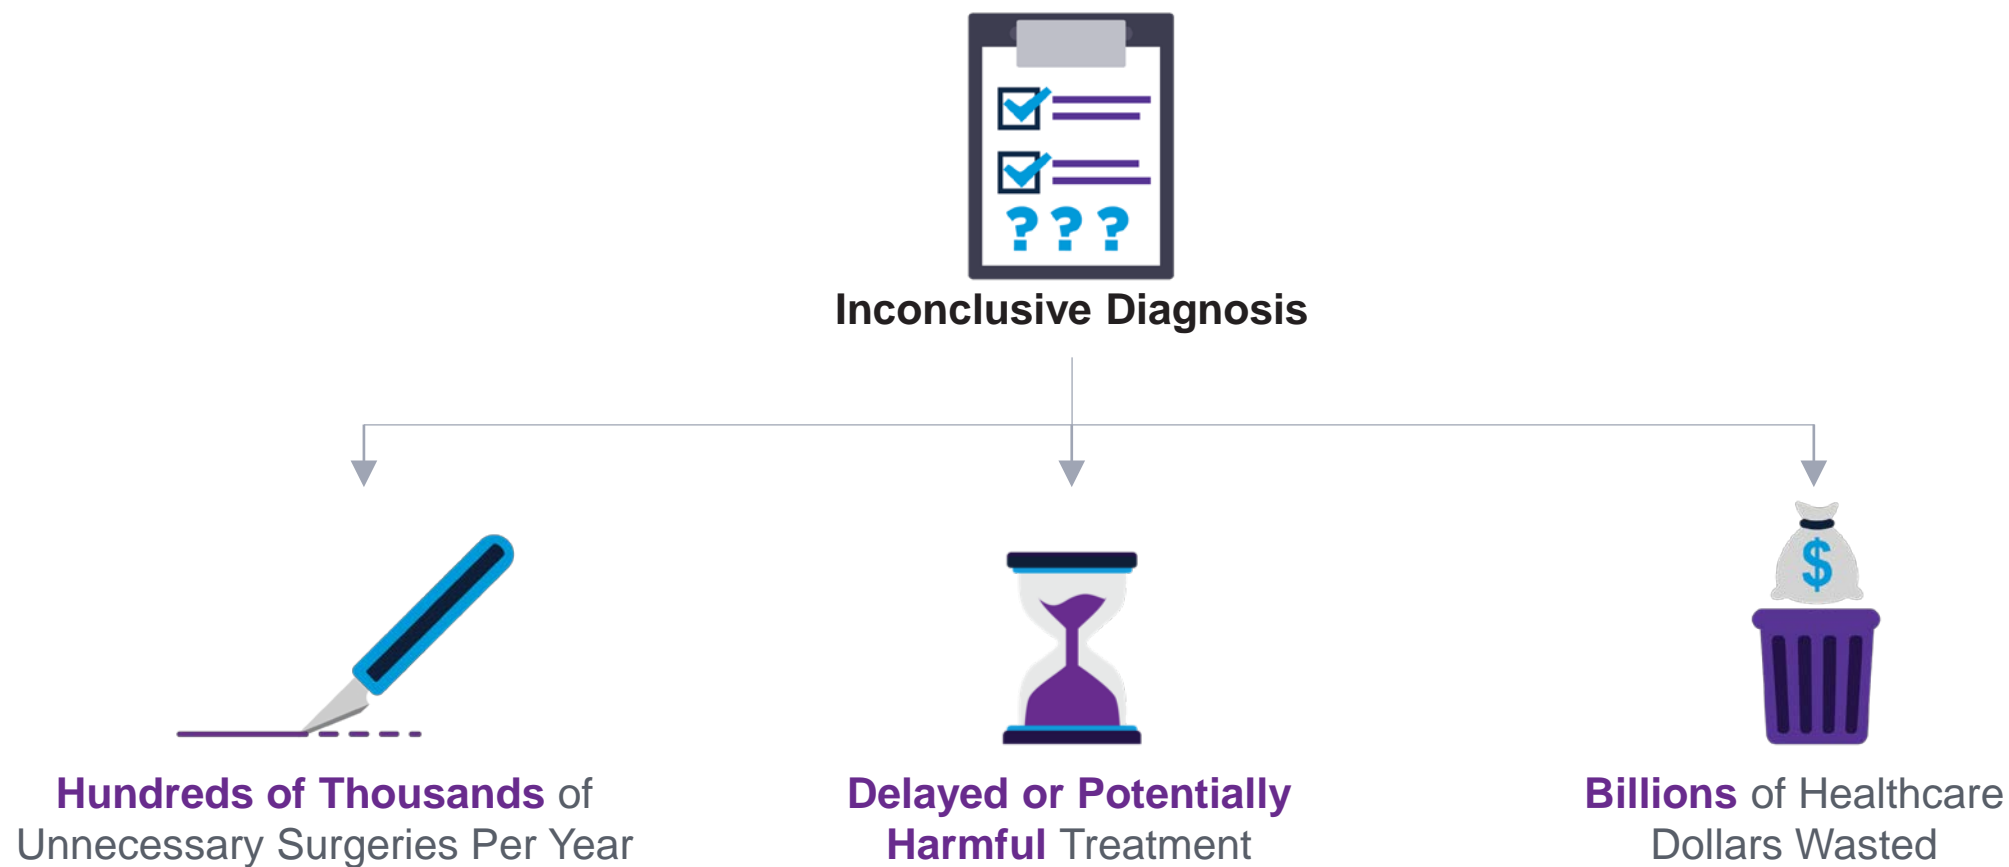 ???
Inconclusive Diagnosis
$
Hundreds of Thousands of
Unnecessary Surgeries Per Year
Delayed or Potentially
Harmful Treatment
Billions of Healthcare
Dollars Wasted